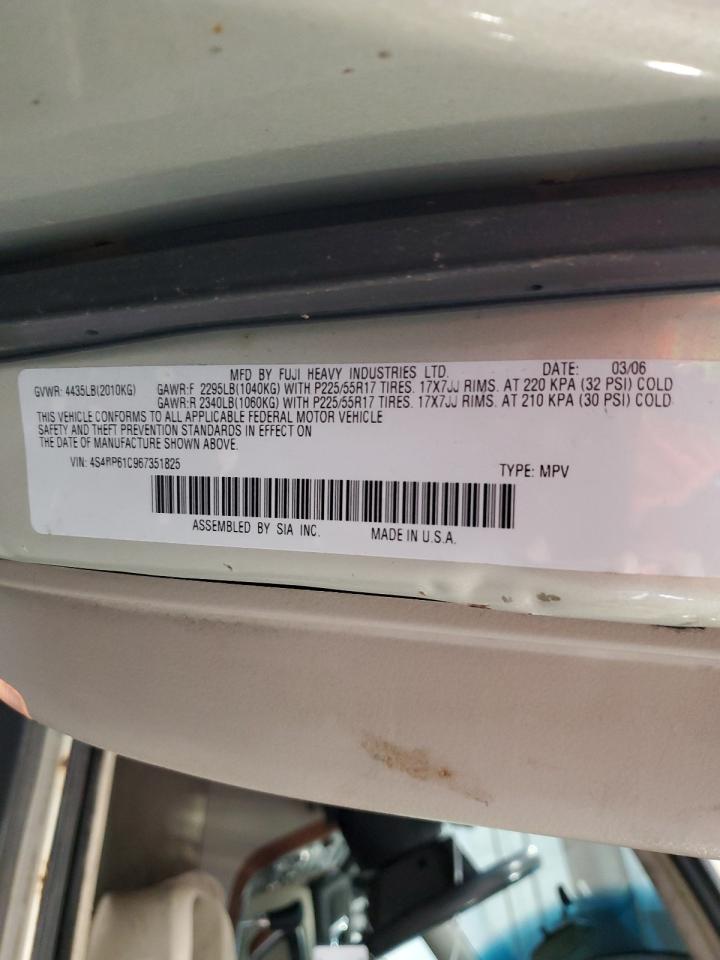 MFD BY FUJI HEAVY INDUSTRIES LTD. DATE: 03/06
GVWR: 4435LB(2010KG) GAWR:F 2295LB(1040KG) WITH P225/55R17 TIRES. 17X7JJ RIMS. AT 220 KPA (32 PSI) COLD
GAWR:R 2340LB(1060KG) WITH P225/55R17 TIRES. 17X7JJ RIMS. AT 210 KPA (30 PSI) COLD
THIS VEHICLE CONFORMS TO ALL APPLICABLE FEDERAL MOTOR VEHICLE
SAFETY AND THEFT PREVENTION STANDARDS IN EFFECT ON
THE DATE OF MANUFACTURE SHOWN ABOVE.
VIN: 4S4BP61C967351825 TYPE: MPV
ASSEMBLED BY SIA INC. MADE IN U.S.A.